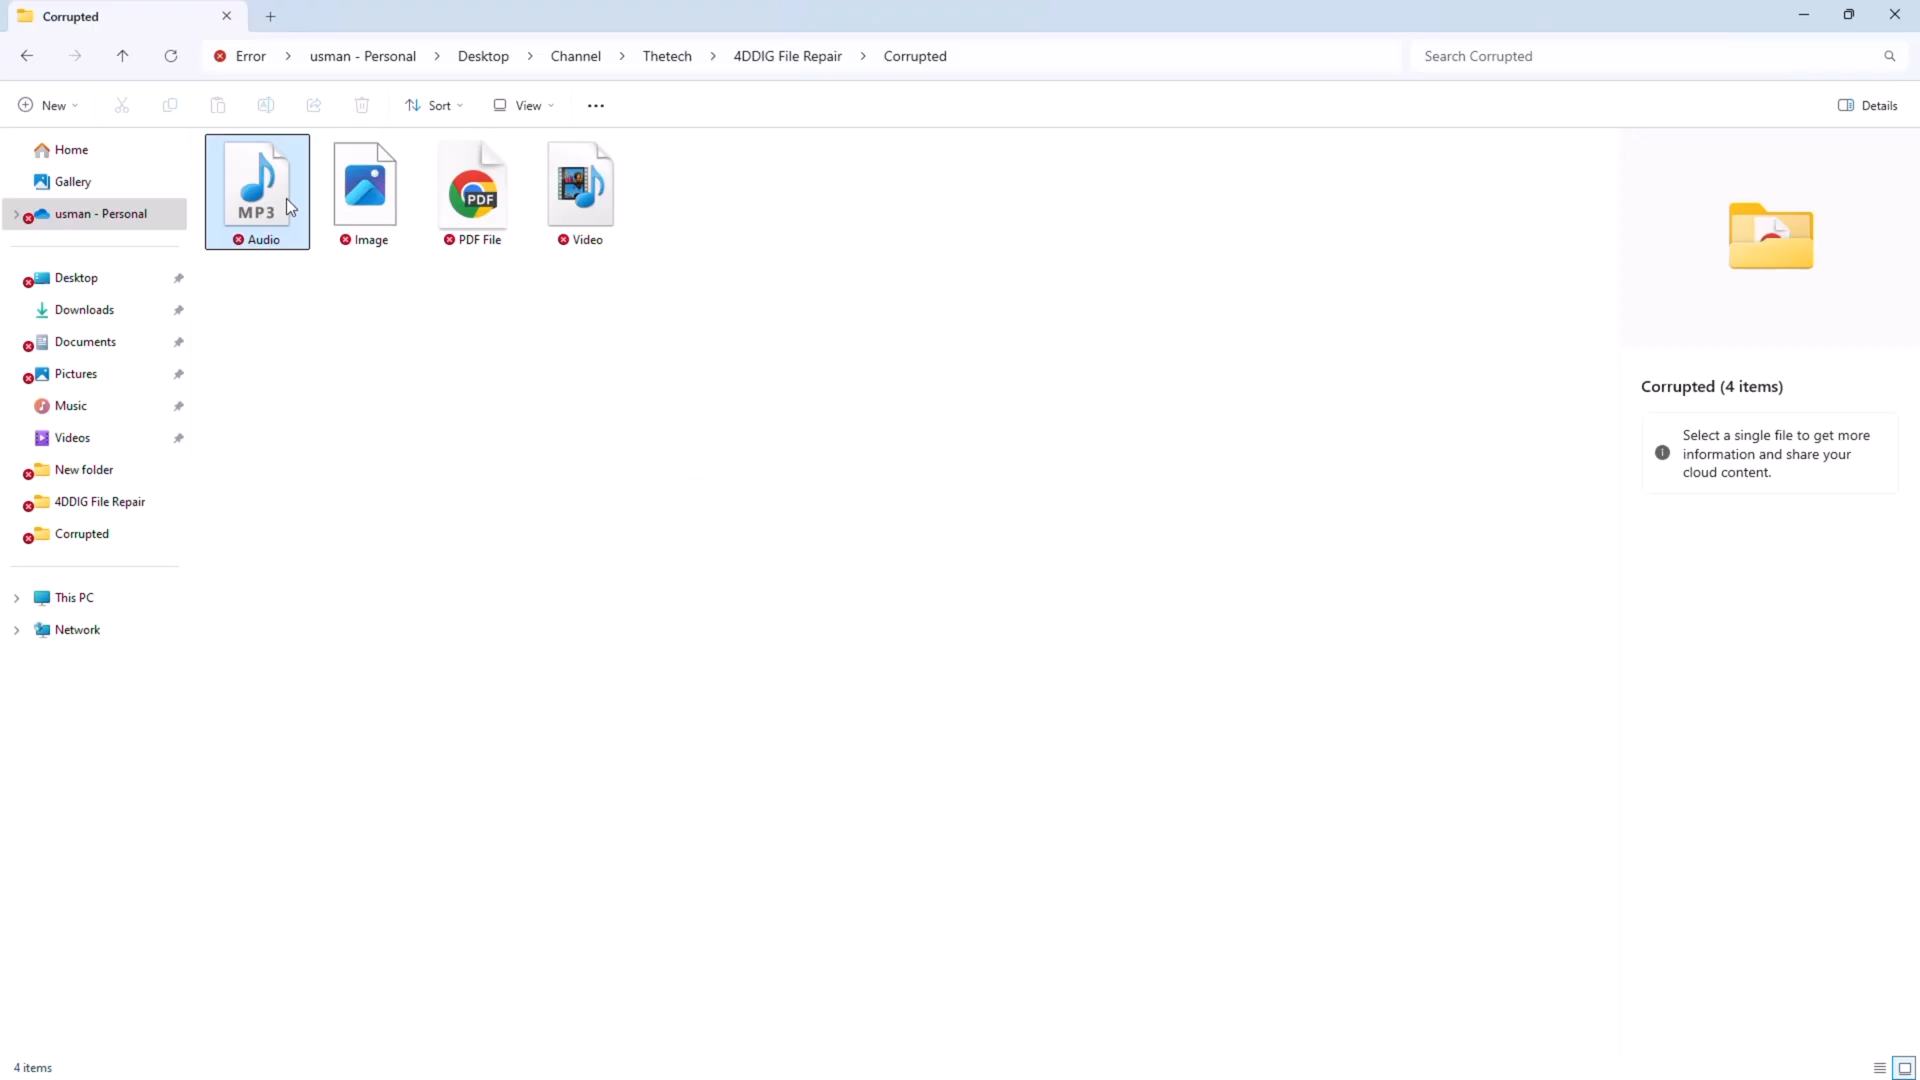 Corrupted
Error > usman - Personal > Desktop > Channel > Thetech > 4DDIG File Repair > Corrupted
Search Corrupted
New
Sort
View
Details
Home
Gallery
usman - Personal
Desktop
Downloads
Documents
Pictures
Music
Videos
New folder
4DDIG File Repair
Corrupted
This PC
Network
MP3
PDF
Audio
Image
PDF File
Video
Corrupted (4 items)
Select a single file to get more
information and share your
cloud content.
4 items